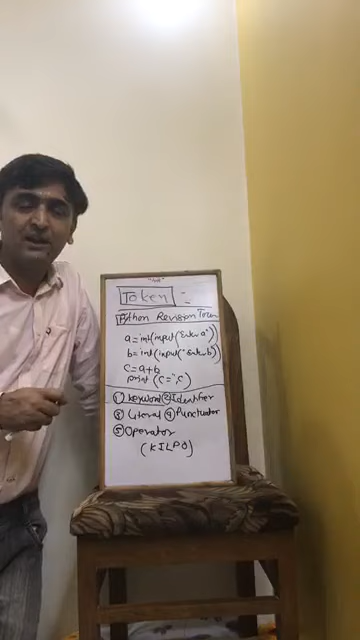 Token :-
Python Revision Tour
a=int(input("Enter a"))
b=int(input("Enter b))
c=a+b
print (c=",c)
① Keyword ② Identifier
③ Literal ④ Punctuator
⑤ Operator
(KILPO)